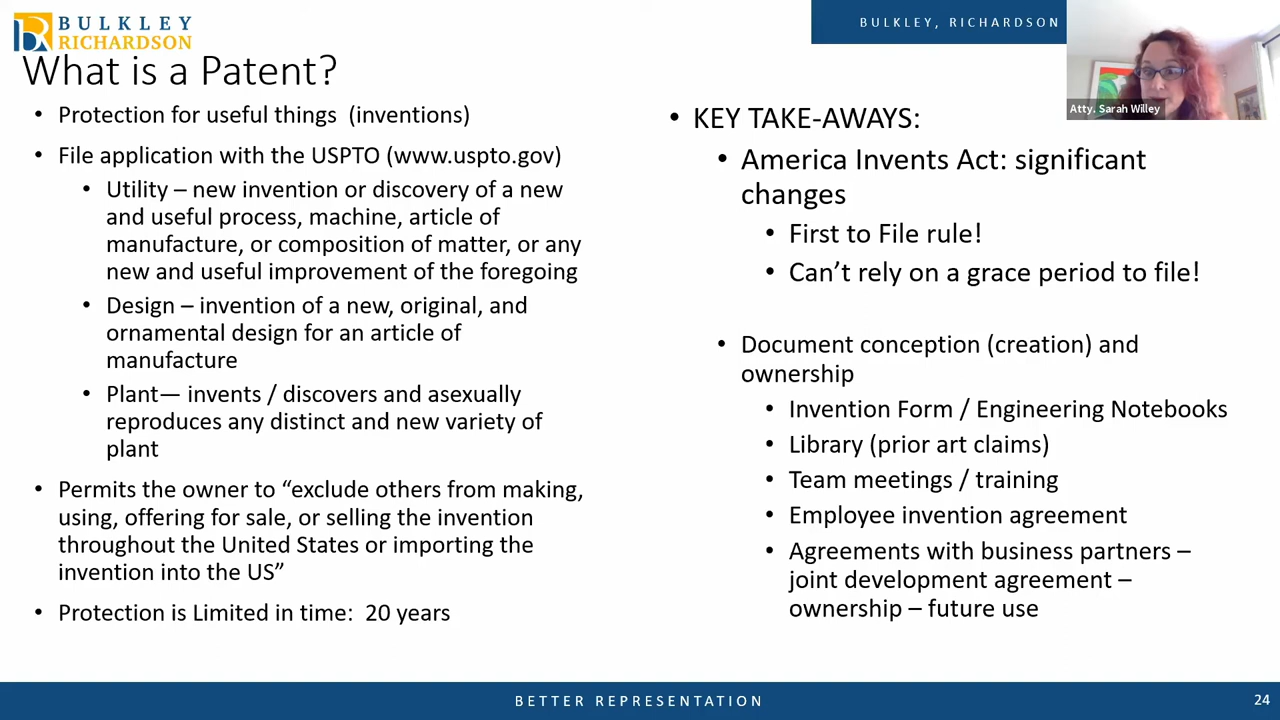 BULKLEY
RICHARDSON
BULKLEY, RICHARDSON
Atty. Sarah Willey
What is a Patent?
• Protection for useful things  (inventions)
• File application with the USPTO (www.uspto.gov)
• Utility – new invention or discovery of a new
and useful process, machine, article of
manufacture, or composition of matter, or any
new and useful improvement of the foregoing
• Design – invention of a new, original, and
ornamental design for an article of
manufacture
• Plant— invents / discovers and asexually
reproduces any distinct and new variety of
plant
• Permits the owner to “exclude others from making,
using, offering for sale, or selling the invention
throughout the United States or importing the
invention into the US”
• Protection is Limited in time:  20 years
• KEY TAKE-AWAYS:
• America Invents Act: significant
changes
• First to File rule!
• Can’t rely on a grace period to file!
• Document conception (creation) and
ownership
• Invention Form / Engineering Notebooks
• Library (prior art claims)
• Team meetings / training
• Employee invention agreement
• Agreements with business partners –
joint development agreement –
ownership – future use
BETTER REPRESENTATION
24